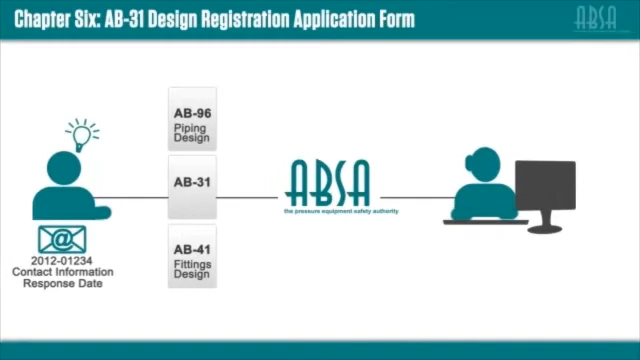 Chapter Six: AB-31 Design Registration Application Form
ABSA
AB-96
Piping
Design
AB-31
ABSA
the pressure equipment safety authority
AB-41
Fittings
Design
@
2012-01234
Contact Information
Response Date